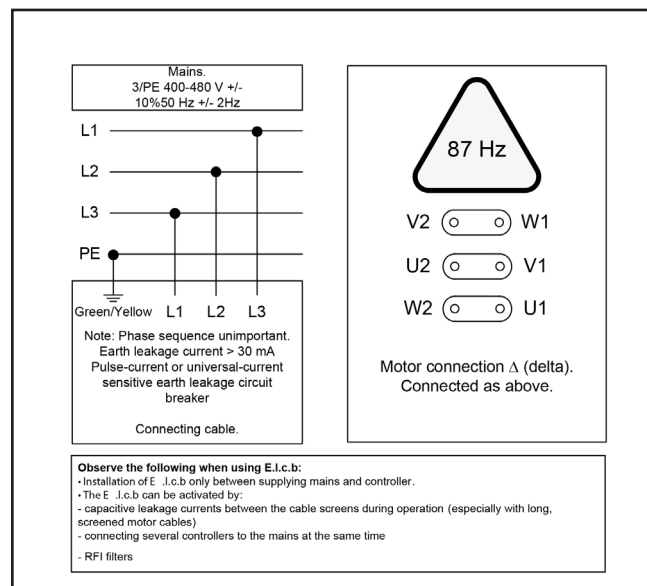 Mains.
3/PE 400-480 V +/-
10%50 Hz +/- 2Hz
L1
L2
L3
PE
Green/Yellow L1 L2 L3
Note: Phase sequence unimportant.
Earth leakage current > 30 mA
Pulse-current or universal-current
sensitive earth leakage circuit
breaker
Connecting cable.
87 Hz
V2 W1
U2 V1
W2 U1
Motor connection Δ (delta).
Connected as above.
Observe the following when using E.l.c.b:
• Installation of E .l.c.b only between supplying mains and controller.
• The E .l.c.b can be activated by:
- capacitive leakage currents between the cable screens during operation (especially with long,
screened motor cables)
- connecting several controllers to the mains at the same time
- RFI filters